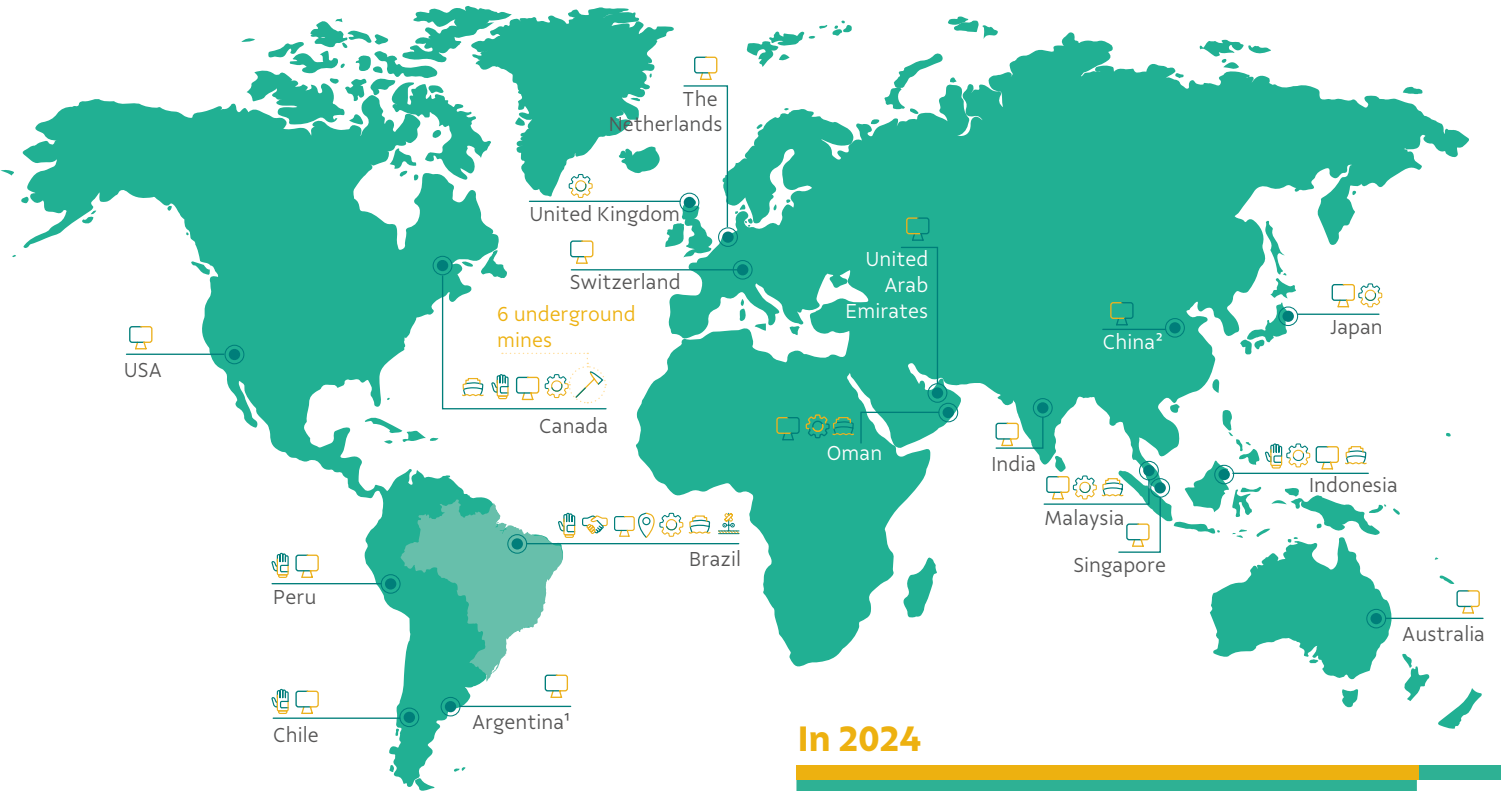 The
Netherlands
United Kingdom
Switzerland
United
Arab
Emirates
6 underground
mines
USA
Canada
China²
Japan
Oman
India
Indonesia
Malaysia
Singapore
Brazil
Peru
Australia
Chile
Argentina¹
In 2024